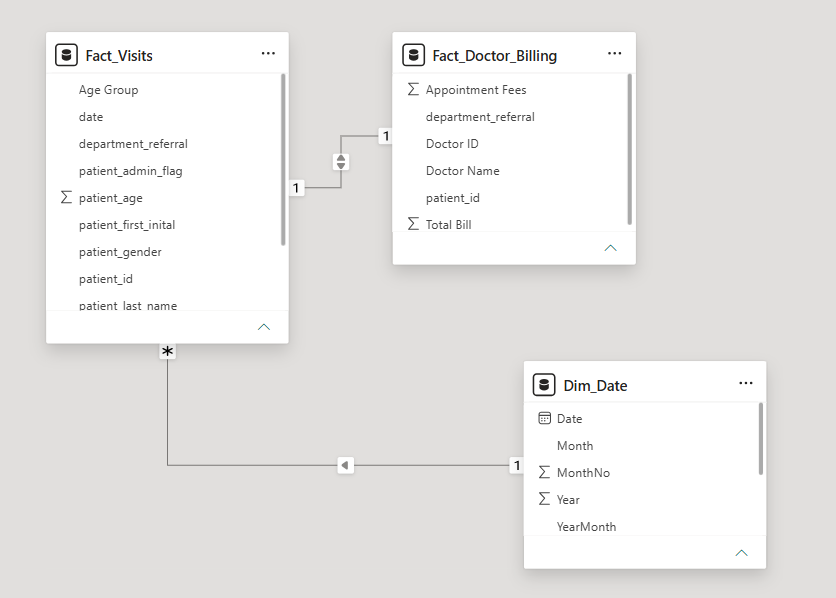 Fact_Visits
Age Group
date
department_referral
patient_admin_flag
∑ patient_age
patient_first_inital
patient_gender
patient_id
patient_last_name
Fact_Doctor_Billing
∑ Appointment Fees
department_referral
Doctor ID
Doctor Name
patient_id
∑ Total Bill
1
1
*
1
Dim_Date
Date
Month
∑ MonthNo
∑ Year
YearMonth